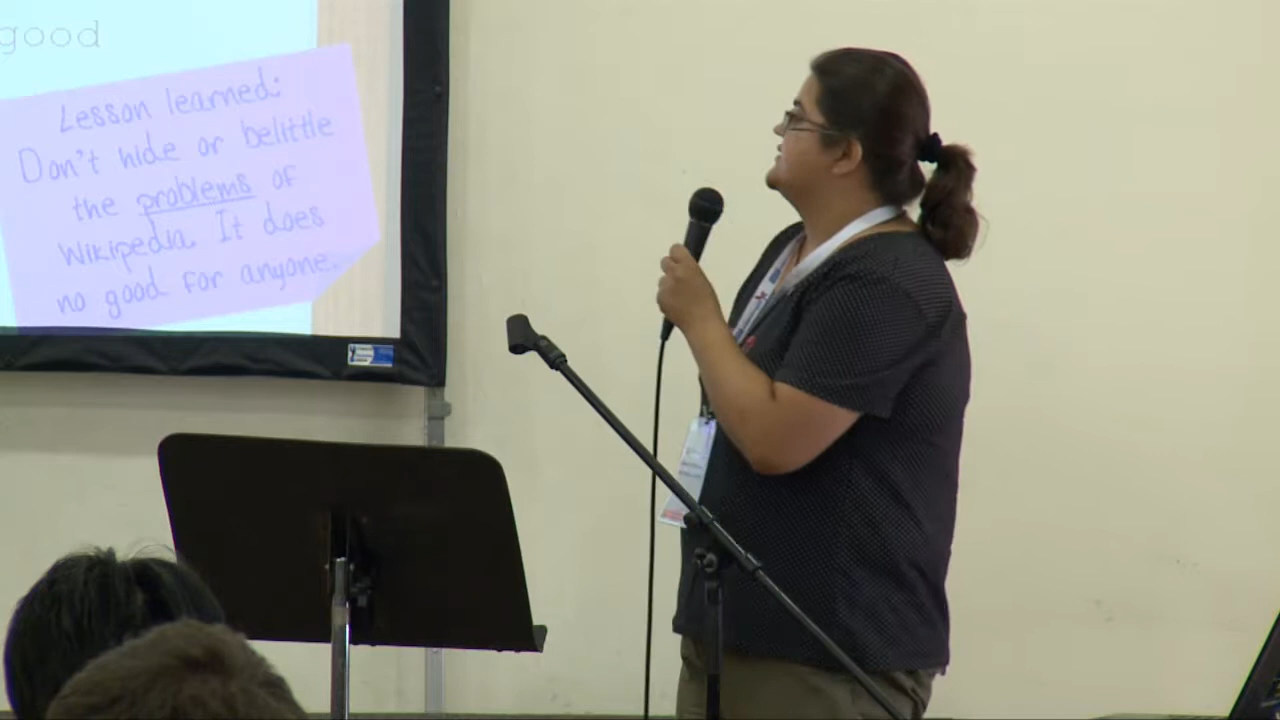 good
Lesson learned:
Don't hide or belittle
the problems of
Wikipedia. It does
no good for anyone.